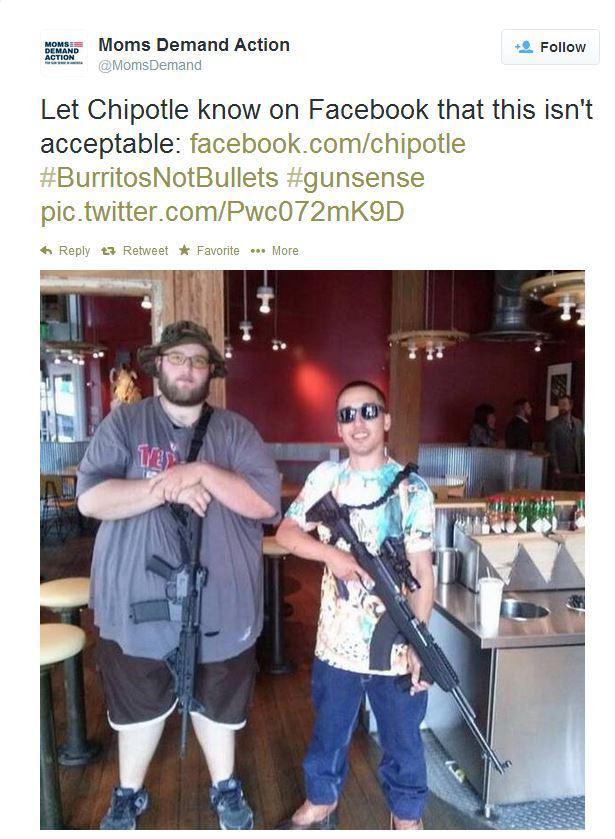 MOMS
DEMAND
ACTION
Moms Demand Action
@MomsDemand
Follow
Let Chipotle know on Facebook that this isn't
acceptable: facebook.com/chipotle
#BurritosNotBullets #gunsense
pic.twitter.com/Pwc072mK9D
Reply Retweet Favorite More
TEX